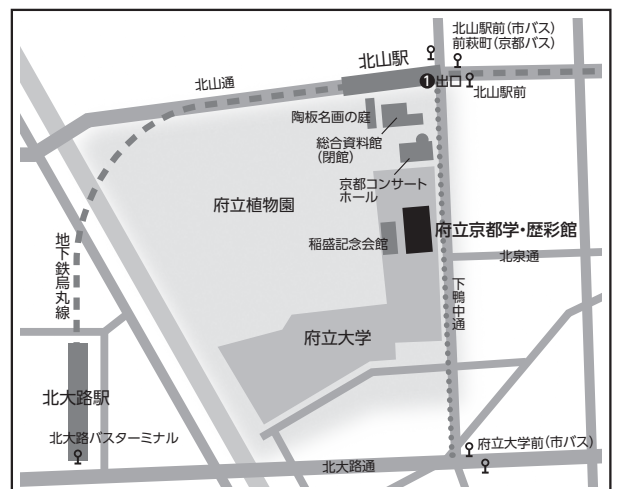 北山駅前(市バス)
前萩町(京都バス)
北山駅
❶出口
北山駅前
北山通
陶板名画の庭
総合資料館
(閉館)
京都コンサート
ホール
府立植物園
府立京都学・歴彩館
稲盛記念会館
北泉通
地下鉄烏丸線
下鴨中通
府立大学
北大路駅
北大路バスターミナル
府立大学前(市バス)
北大路通